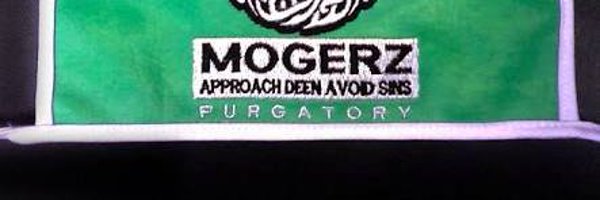 MOGERZ
APPROACH DEEN AVOID SINS
PURGATORY